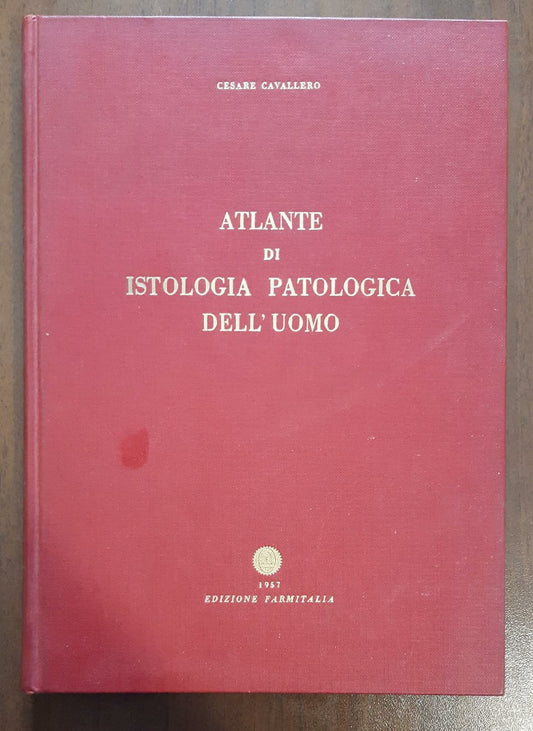 CESARE CAVALLERO
ATLANTE
DI
ISTOLOGIA PATOLOGICA
DELL'UOMO
1957
EDIZIONE FARMITALIA